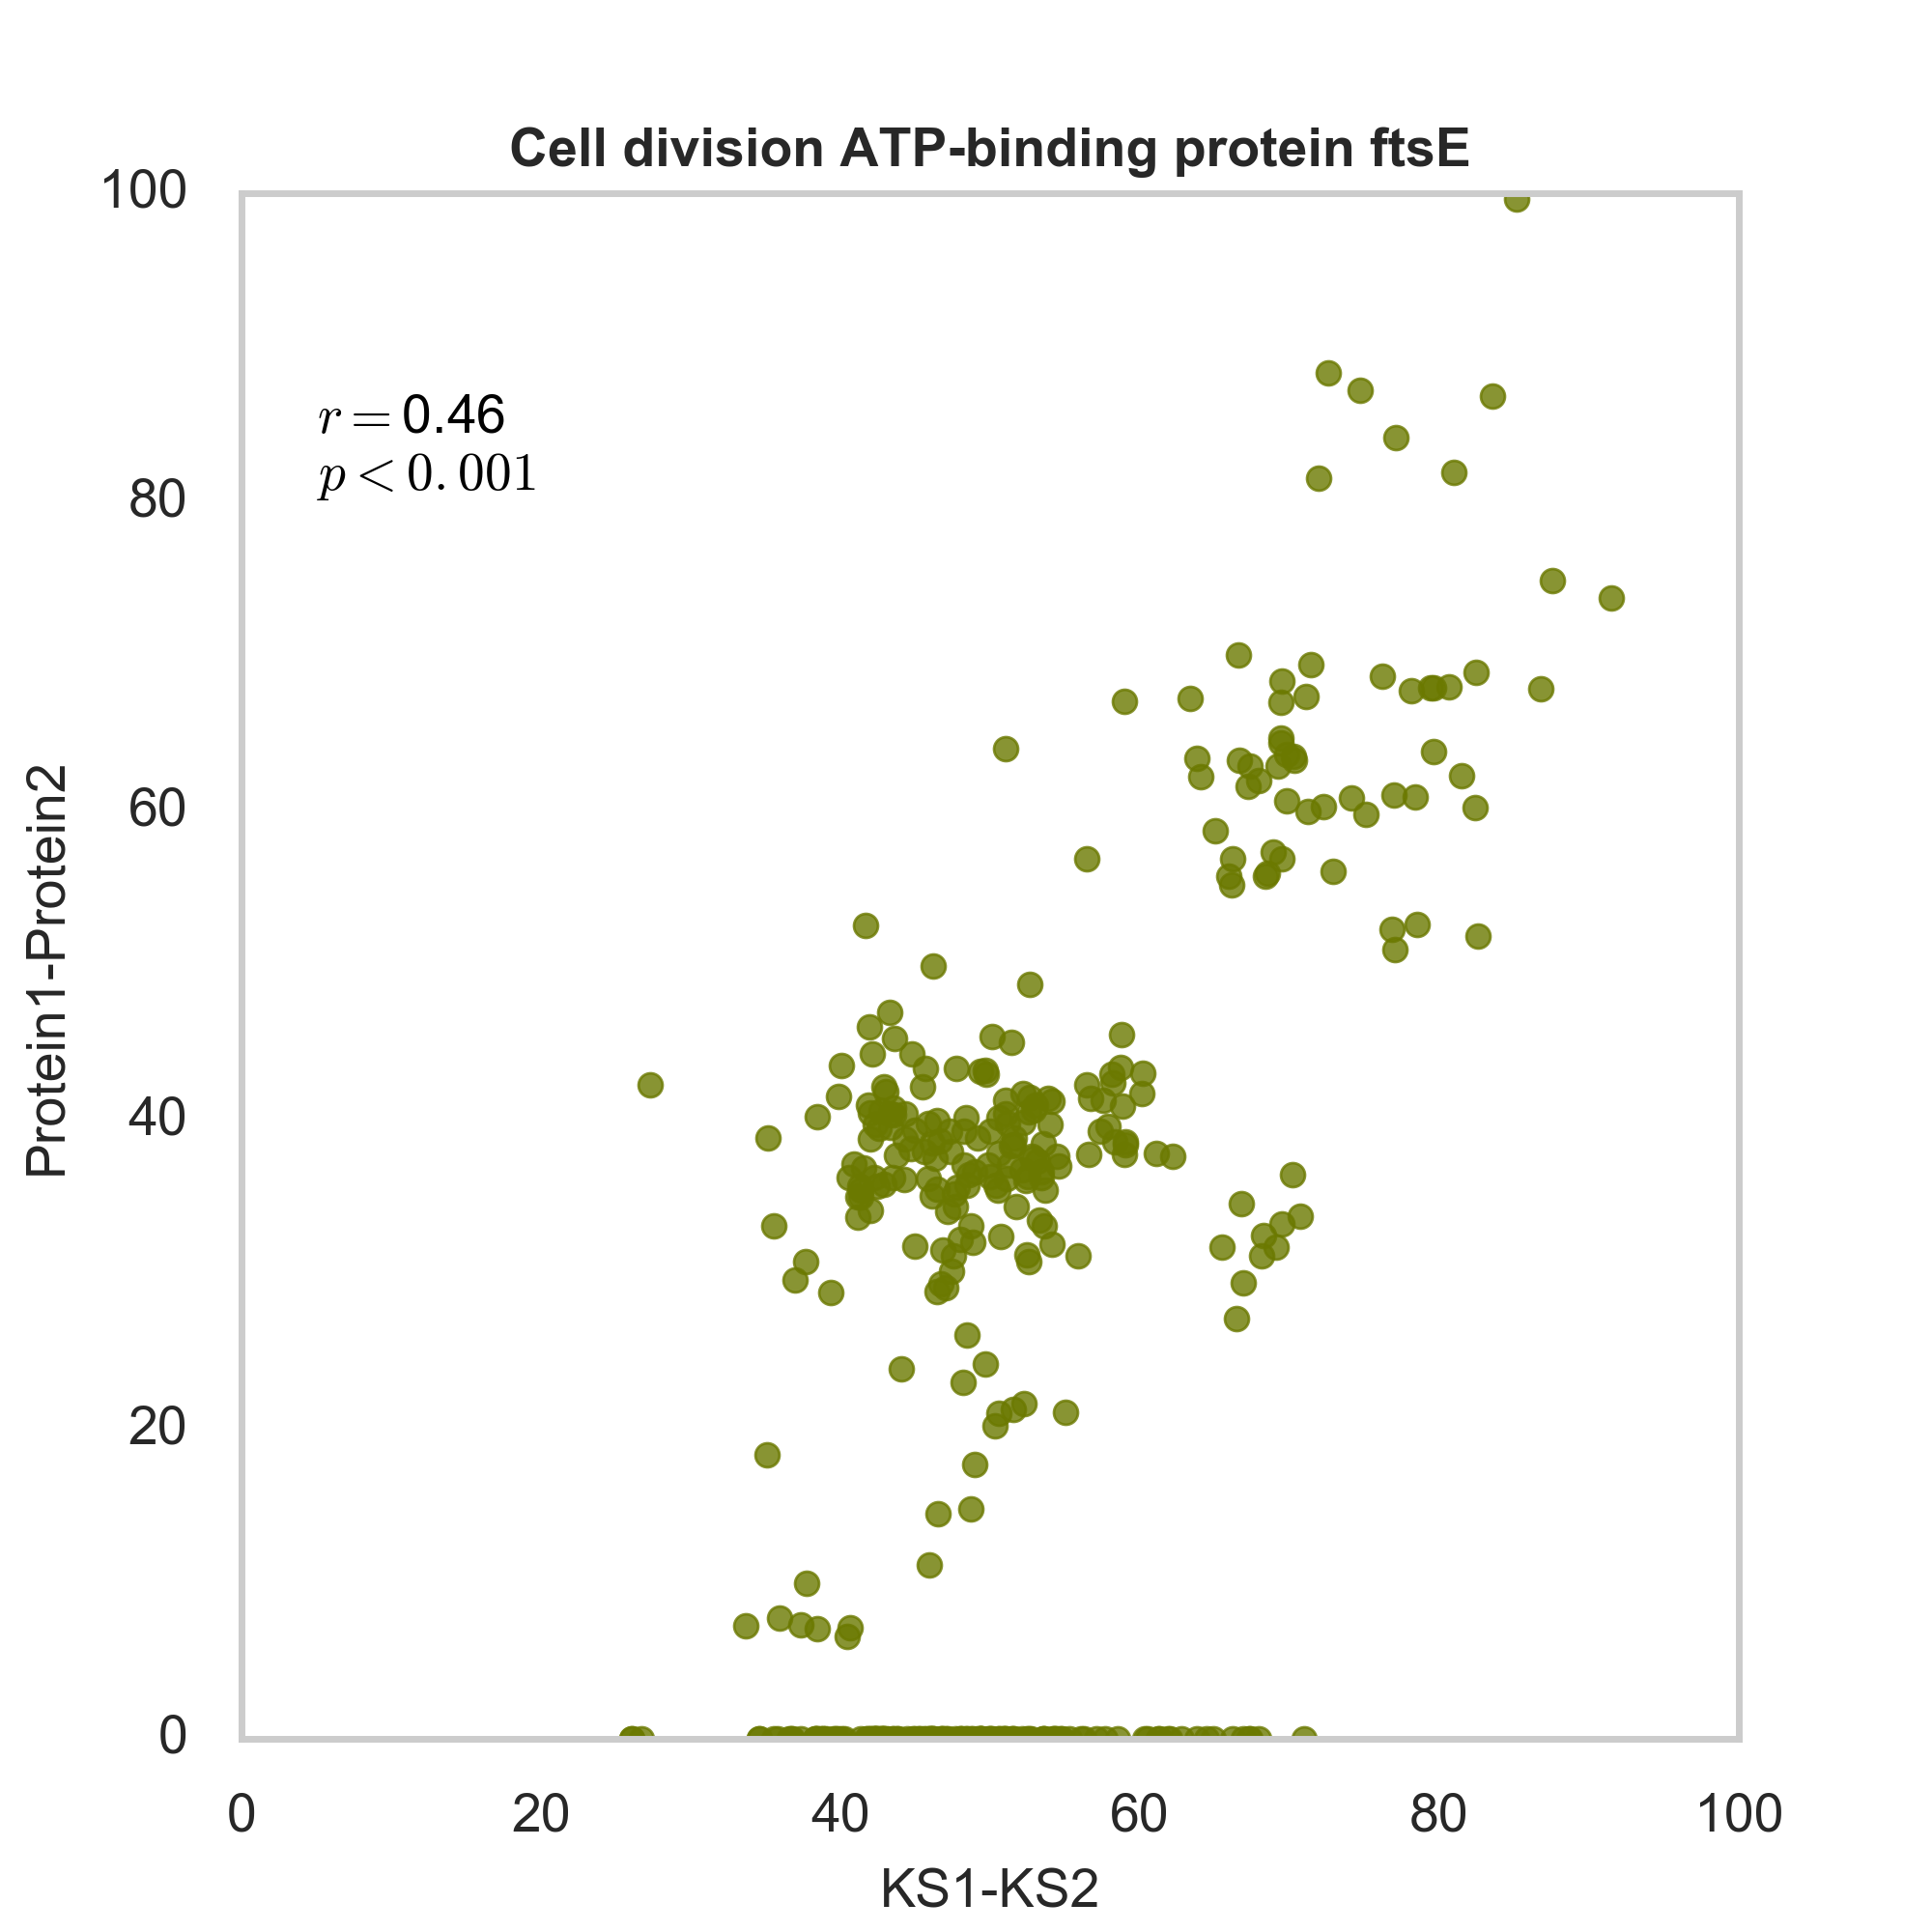 Cell division ATP-binding protein ftsE
100
80
60
40
20
0
r = 0.46
p < 0.001
Protein1-Protein2
0 20 40 60 80 100
KS1-KS2